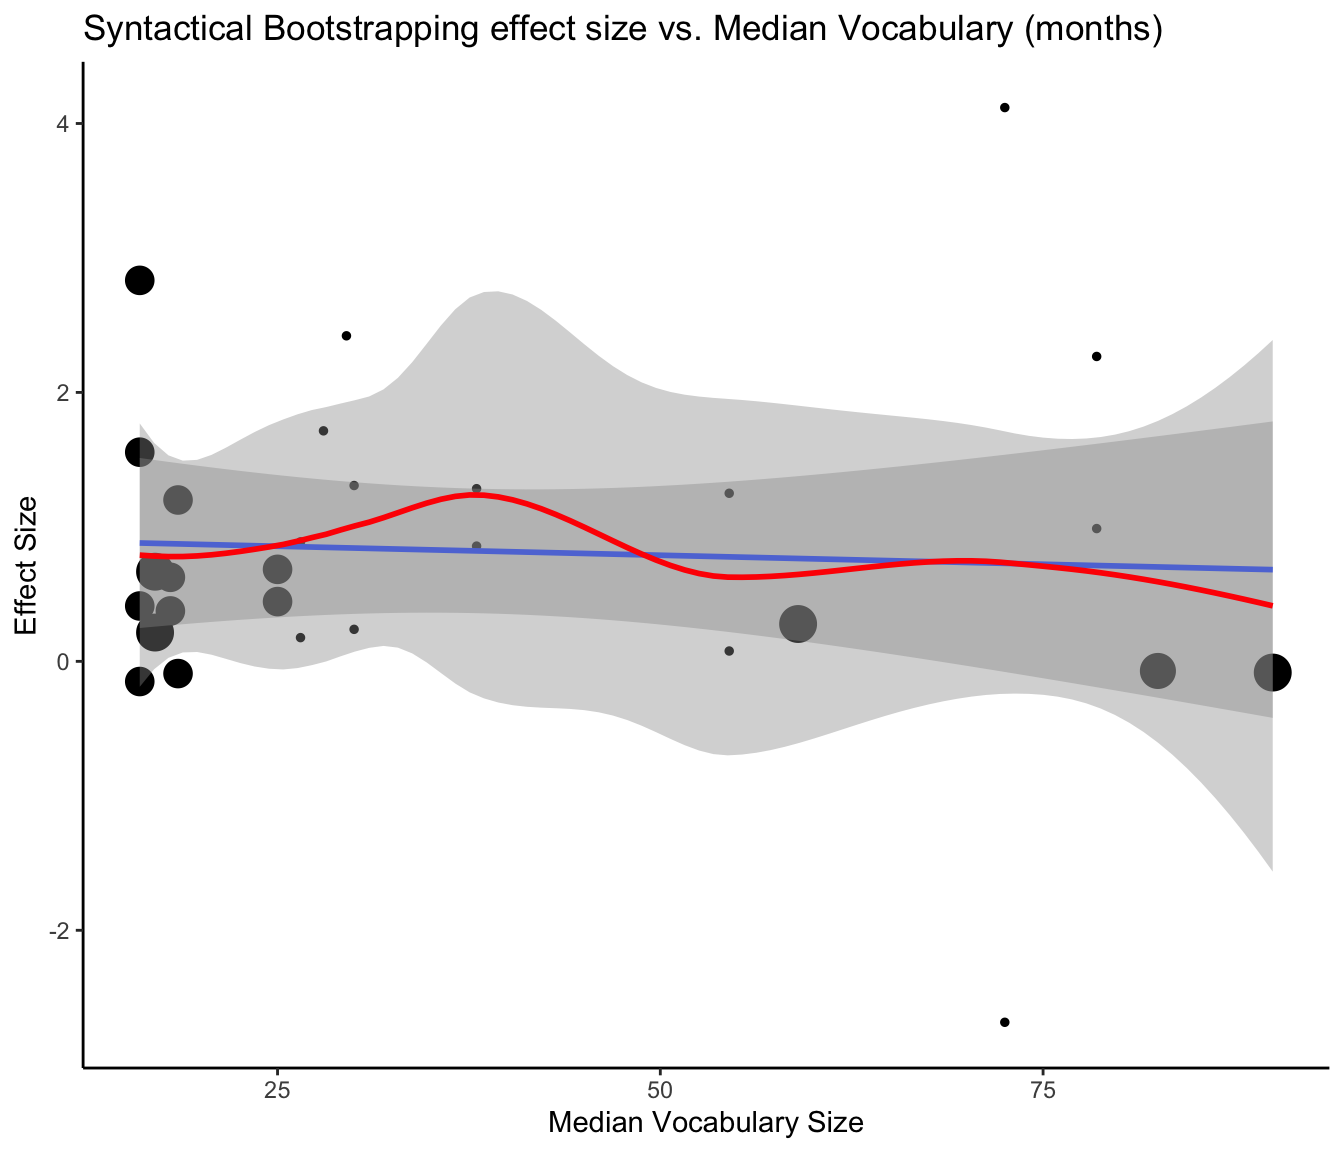 Syntactical Bootstrapping effect size vs. Median Vocabulary (months)
4
2
0
-2
Effect Size
25 50 75
Median Vocabulary Size